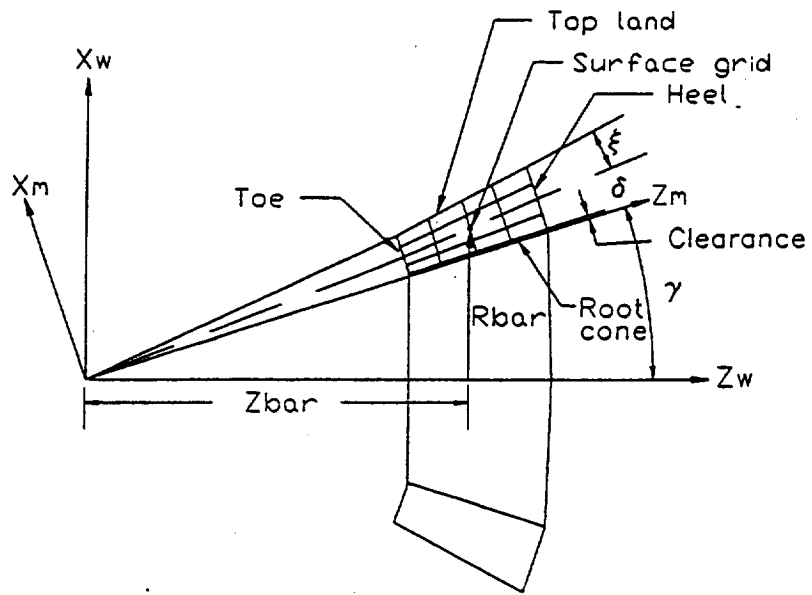 Top land
Xw
Surface grid
Heel
ξ
Xm
Toe
δ
Zm
Clearance
γ
Rbar
Root
cone
Zw
Zbar